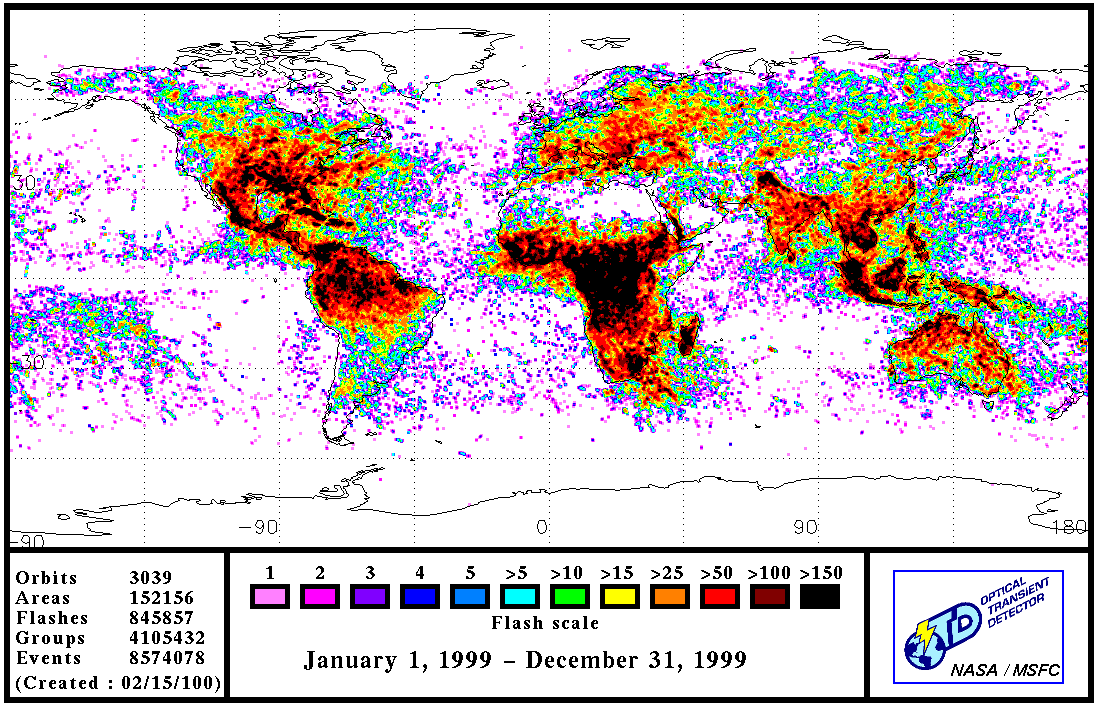 30
30
-90
-90
0
90
180
Orbits 3039
Areas 152156
Flashes 845857
Groups 4105432
Events 8574078
(Created : 02/15/100)
1 2 3 4 5 >5 >10 >15 >25 >50 >100 >150
Flash scale
January 1, 1999 – December 31, 1999
OTD
OPTICAL
TRANSIENT
DETECTOR
NASA / MSFC